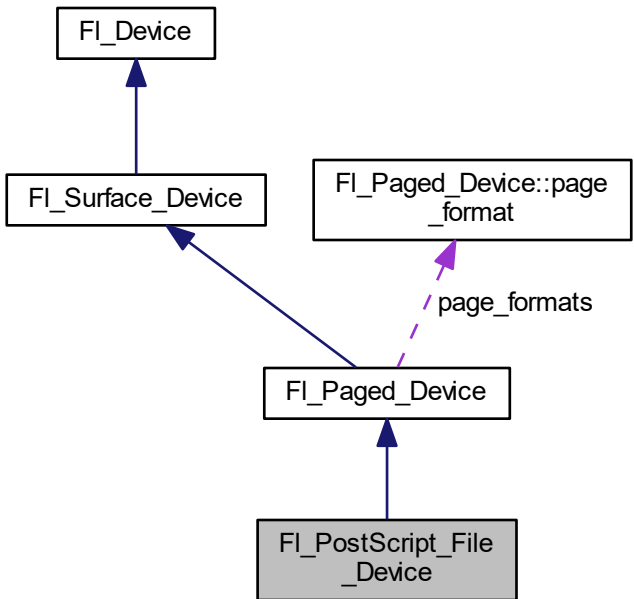 Fl_Device
Fl_Surface_Device
Fl_Paged_Device::page
_format
page_formats
Fl_Paged_Device
Fl_PostScript_File
_Device